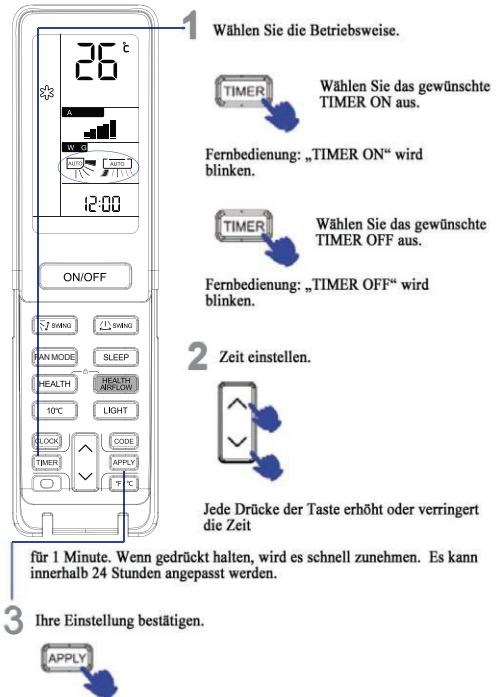 1 Wählen Sie die Betriebsweise.
26 °c
A
W G
AUTO AUTO
12:00
TIMER
Wählen Sie das gewünschte
TIMER ON aus.
Fernbedienung: „TIMER ON“ wird
blinken.
TIMER
Wählen Sie das gewünschte
TIMER OFF aus.
Fernbedienung: „TIMER OFF“ wird
blinken.
ON/OFF
SWING SWING
FAN MODE SLEEP
HEALTH HEALTH
AIRFLOW
10°C LIGHT
CLOCK CODE
TIMER APPLY
°F °C
2 Zeit einstellen.
Jede Drücke der Taste erhöht oder verringert
die Zeit
für 1 Minute. Wenn gedrückt halten, wird es schnell zunehmen. Es kann
innerhalb 24 Stunden angepasst werden.
3 Ihre Einstellung bestätigen.
APPLY